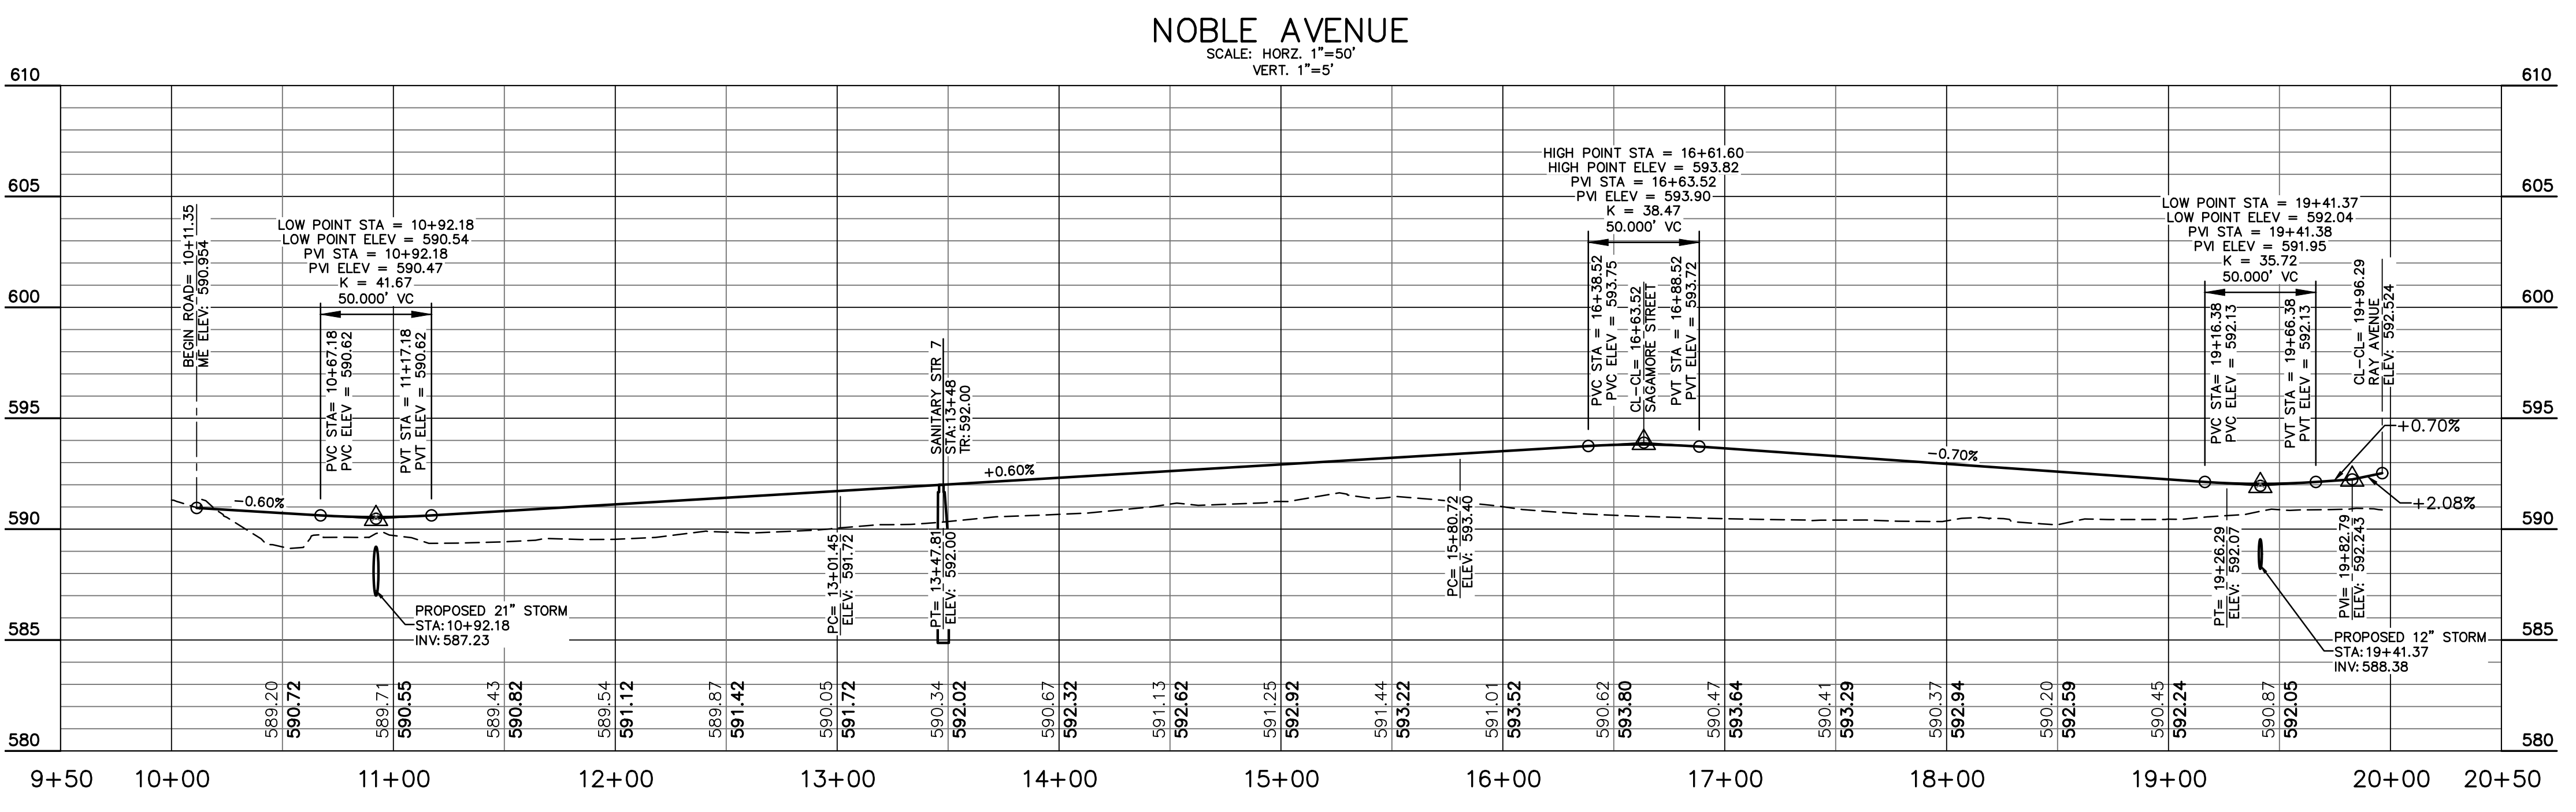 NOBLE AVENUE
SCALE: HORZ. 1"=50'
VERT. 1"=5'
610
605
600
595
590
585
580
BEGIN ROAD= 10+11.35
ME ELEV: 590.954
-0.60%
LOW POINT STA = 10+92.18
LOW POINT ELEV = 590.54
PVI STA = 10+92.18
PVI ELEV = 590.47
K = 41.67
50.000' VC
PVC STA= 10+67.18
PVC ELEV = 590.62
PVT STA = 11+17.18
PVT ELEV = 590.62
PROPOSED 21" STORM
STA:10+92.18
INV:587.23
PC= 13+01.45
ELEV: 591.72
SANITARY STR 7
STA:13+48
TR:592.00
PT= 13+47.81
ELEV: 592.00
+0.60%
PC= 15+80.72
ELEV: 593.40
HIGH POINT STA = 16+61.60
HIGH POINT ELEV = 593.82
PVI STA = 16+63.52
PVI ELEV = 593.90
K = 38.47
50.000' VC
PVC STA = 16+38.52
PVC ELEV = 593.75
CL-CL= 16+63.52
SAGAMORE STREET
PVT STA = 16+88.52
PVT ELEV = 593.72
-0.70%
LOW POINT STA = 19+41.37
LOW POINT ELEV = 592.04
PVI STA = 19+41.38
PVI ELEV = 591.95
K = 35.72
50.000' VC
PVC STA= 19+16.38
PVC ELEV = 592.13
PVT STA = 19+66.38
PVT ELEV = 592.13
CL-CL= 19+96.29
RAY AVENUE
ELEV: 592.524
+0.70%
+2.08%
PT= 19+26.29
ELEV: 592.07
PVI= 19+82.79
ELEV: 592.243
PROPOSED 12" STORM
STA:19+41.37
INV:588.38
610
605
600
595
590
585
580
589.20
590.72
589.71
590.55
589.43
590.82
589.54
591.12
589.87
591.42
590.05
591.72
590.34
592.02
590.67
592.32
591.13
592.62
591.25
592.92
591.44
593.22
591.01
593.52
590.62
593.80
590.47
593.64
590.41
593.29
590.37
592.94
590.20
592.59
590.45
592.24
590.87
592.05
9+50 10+00 11+00 12+00 13+00 14+00 15+00 16+00 17+00 18+00 19+00 20+00 20+50